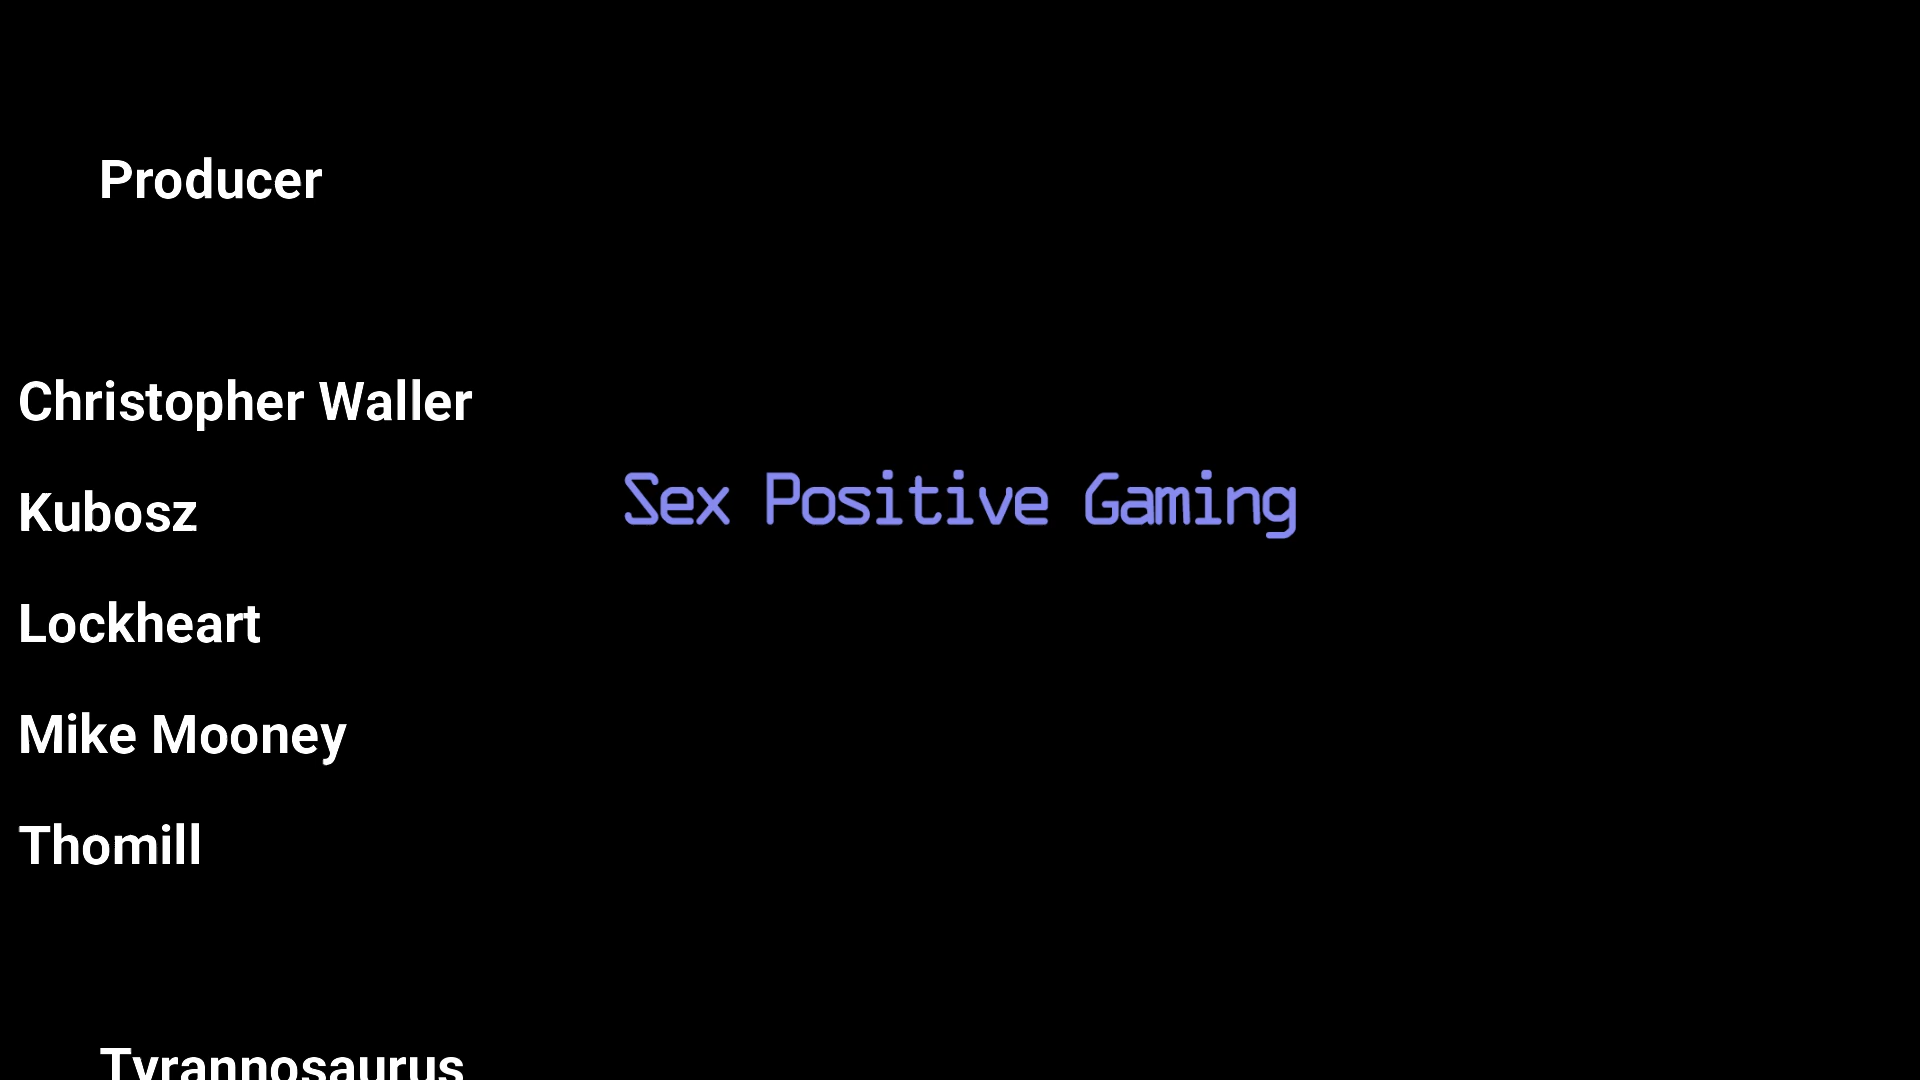 Producer
Christopher Waller
Kubosz
Sex Positive Gaming
Lockheart
Mike Mooney
Thomill
Tyrannosaurus